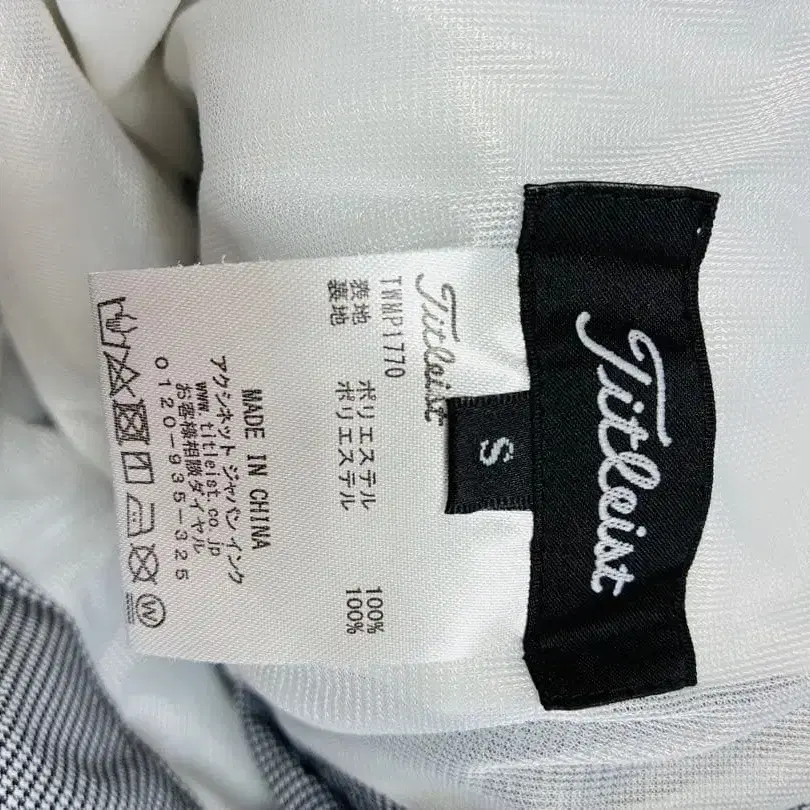 Titleist
S
Titleist
TWMP1770
表地 ポリエステル 100%
裏地 ポリエステル 100%
MADE IN CHINA
アクシネット ジャパン インク
www.titleist.co.jp
お客様相談ダイヤル
0120-935-325
W